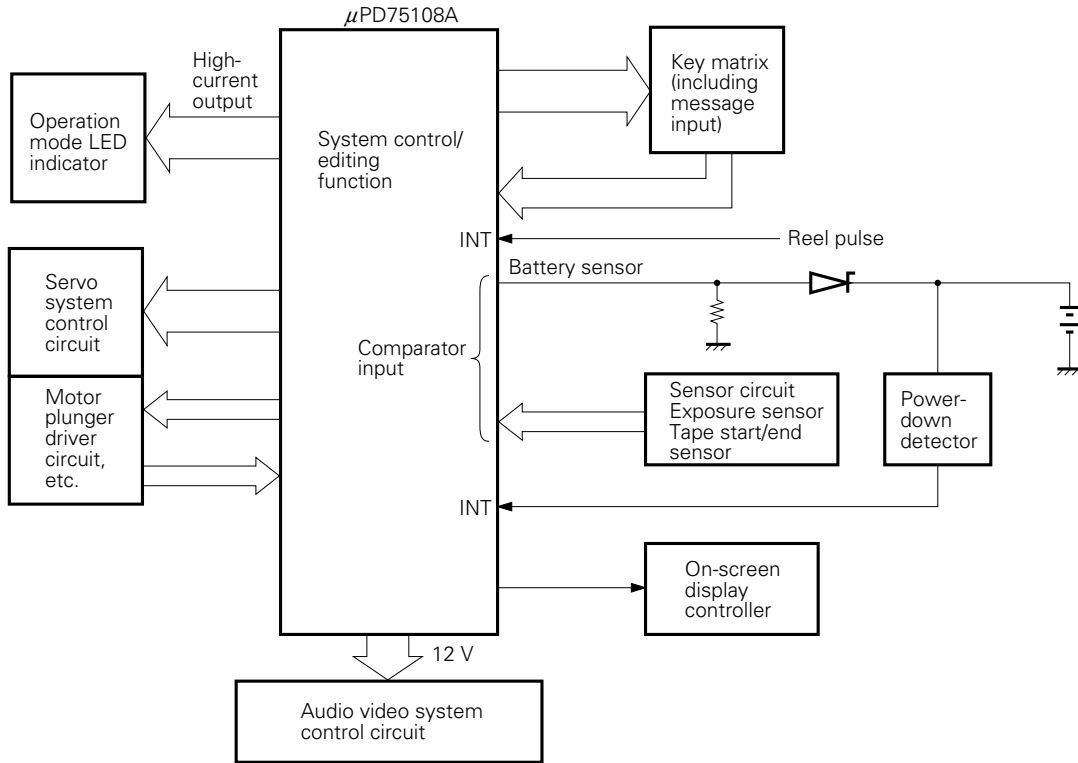 μPD75108A
High-
current
output
Operation
mode LED
indicator
System control/
editing
function
Key matrix
(including
message
input)
INT
Reel pulse
Battery sensor
Servo
system
control
circuit
Comparator
input
Motor
plunger
driver
circuit,
etc.
Sensor circuit
Exposure sensor
Tape start/end
sensor
Power-
down
detector
INT
On-screen
display
controller
12 V
Audio video system
control circuit